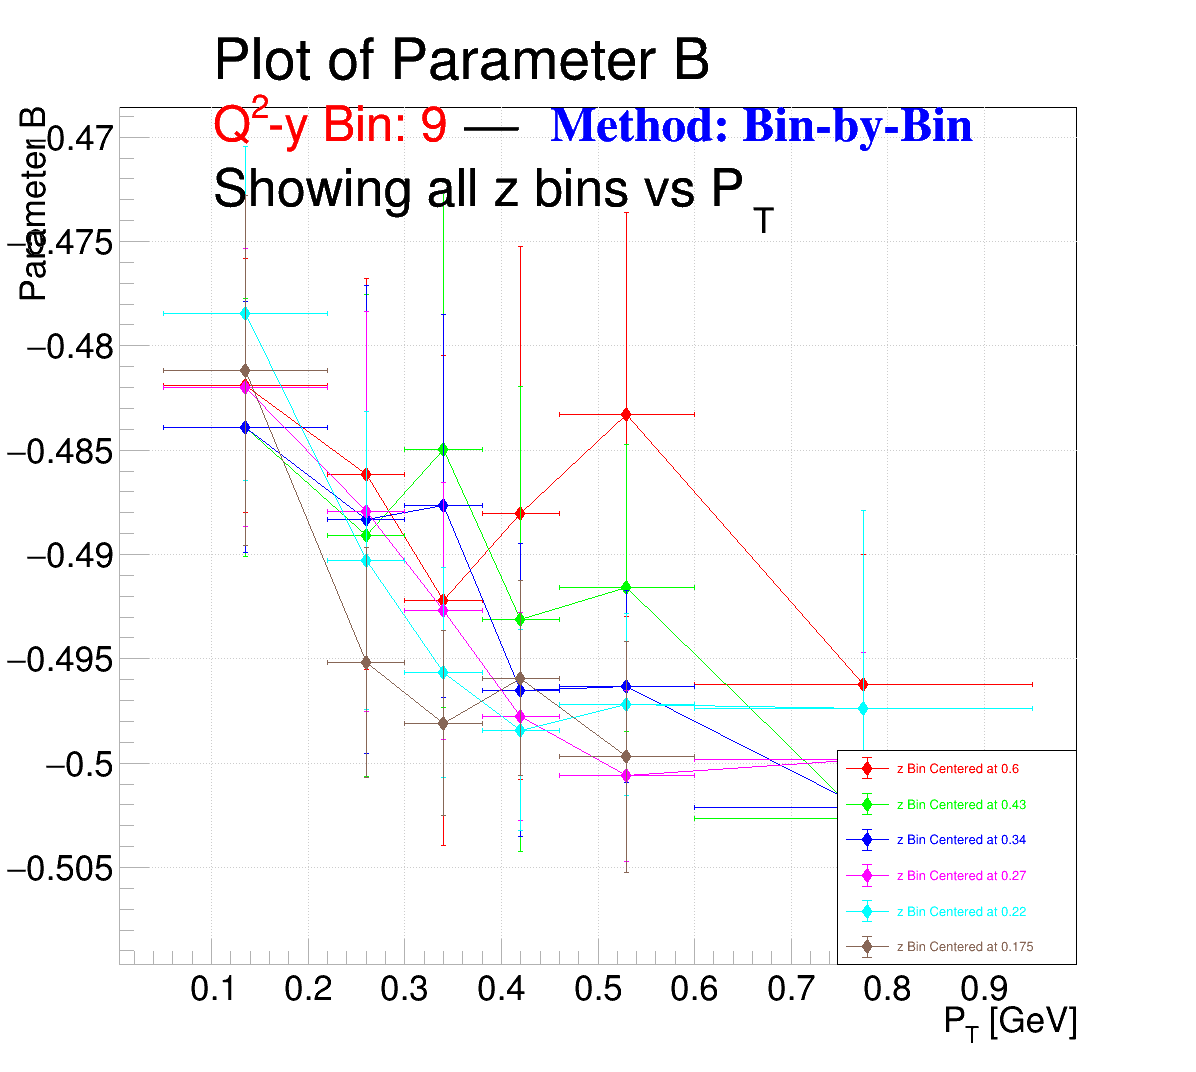 Plot of Parameter B
Q²-y Bin: 9 — Method: Bin-by-Bin
Showing all z bins vs P_T
Parameter B
−0.47
−0.475
−0.48
−0.485
−0.49
−0.495
−0.5
−0.505
z Bin Centered at 0.6
z Bin Centered at 0.43
z Bin Centered at 0.34
z Bin Centered at 0.27
z Bin Centered at 0.22
z Bin Centered at 0.175
0.1 0.2 0.3 0.4 0.5 0.6 0.7 0.8 0.9
P_T [GeV]